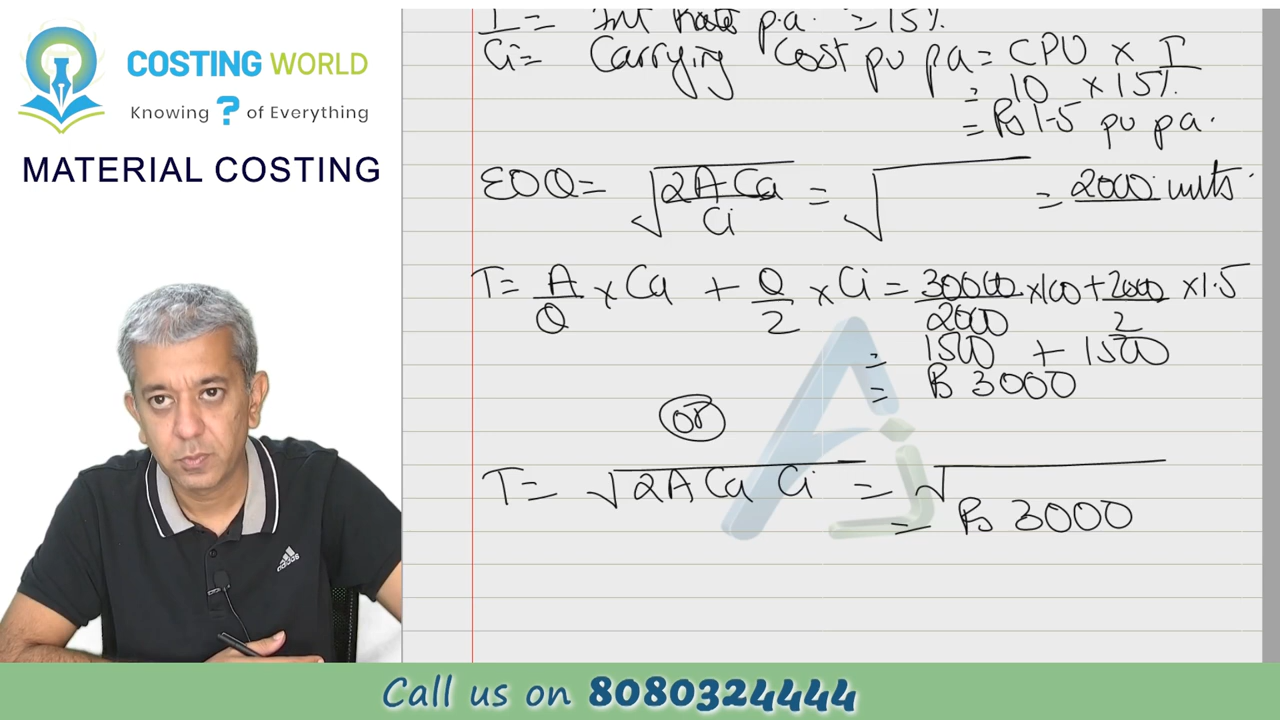 COSTING WORLD
Knowing ? of Everything
MATERIAL COSTING
I = Int Rate p.a. = 15%
Ci = Carrying Cost pu pa = CPU × I
= 10 × 15%
= Rs 1.5 pu pa.
EOQ = √2ACa/Ci = √ = 2000 units.
T = A/Q × Ca + Q/2 × Ci = 30000/2000 × 100 + 2000/2 × 1.5
= 1500 + 1500
= Rs 3000
or
T = √2ACaCi = √
= Rs 3000
adidas
Call us on 8080324444